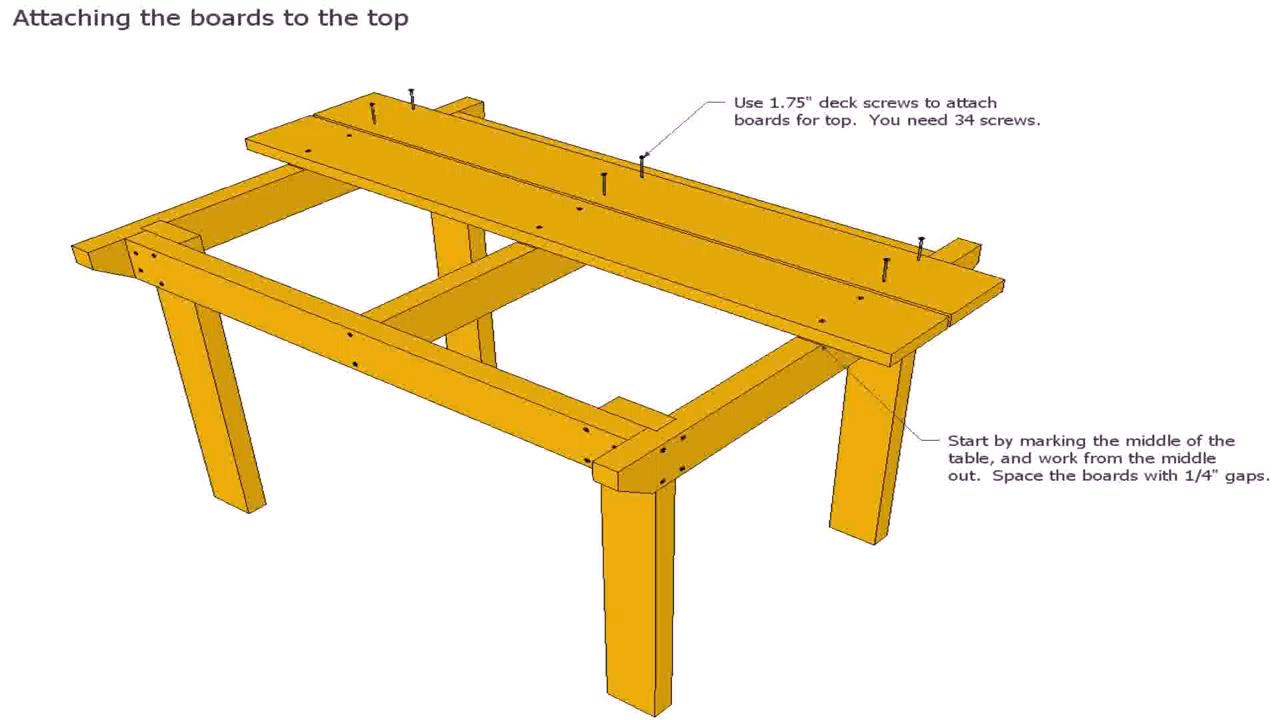 Attaching the boards to the top
Use 1.75" deck screws to attach
boards for top.  You need 34 screws.
Start by marking the middle of the
table, and work from the middle
out.  Space the boards with 1/4" gaps.